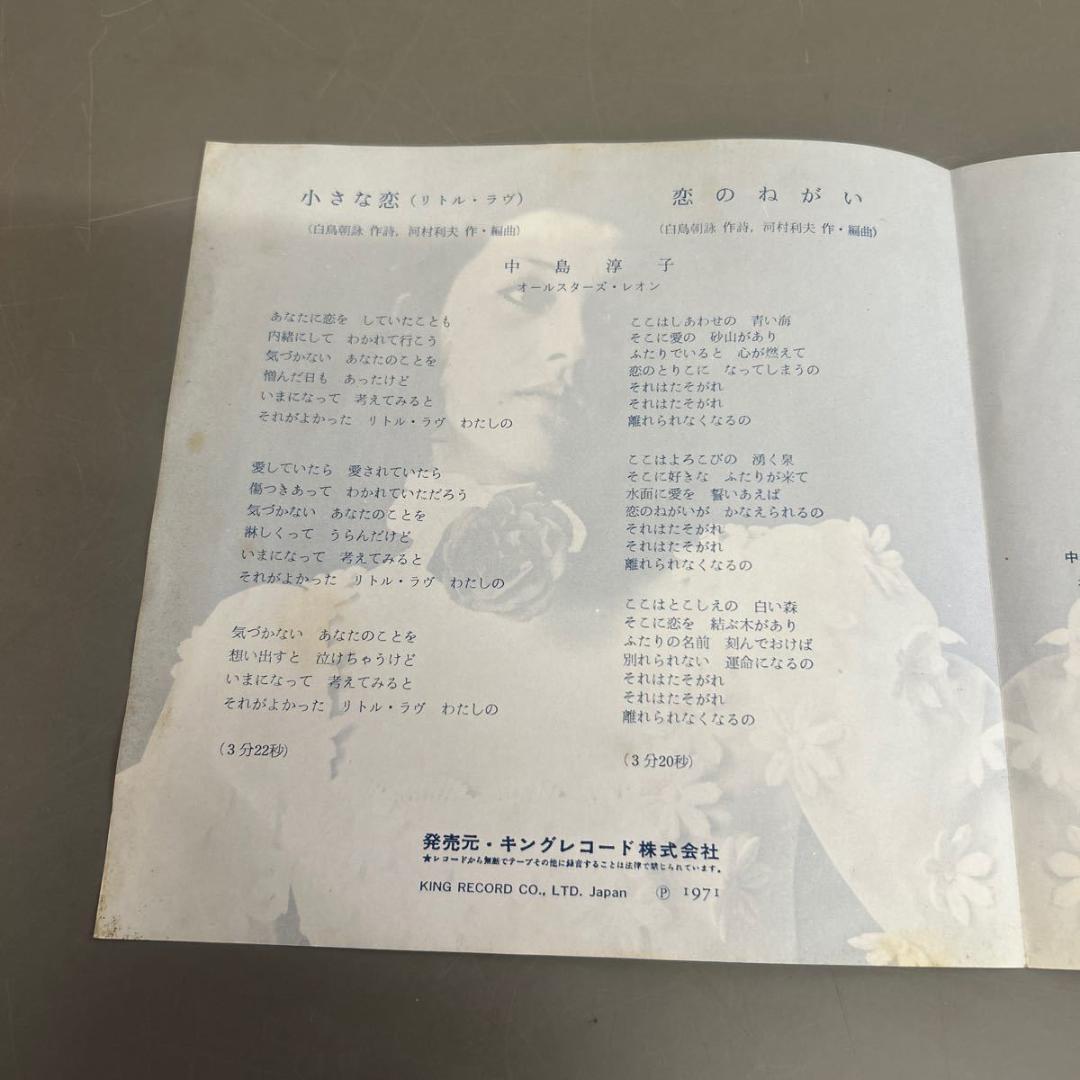 小さな恋(リトル・ラヴ)
(白鳥朝詠 作詩, 河村利夫 作・編曲)
恋のねがい
(白鳥朝詠 作詩, 河村利夫 作・編曲)
中島淳子
オールスターズ・レオン
あなたに恋を していたことも
内緒にして わかれて行こう
気づかない あなたのことを
憎んだ日も あったけど
いまになって 考えてみると
それがよかった リトル・ラヴ わたしの
愛していたら 愛されていたら
傷つきあって わかれていただろう
気づかない あなたのことを
淋しくって うらんだけど
いまになって 考えてみると
それがよかった リトル・ラヴ わたしの
気づかない あなたのことを
想い出すと 泣けちゃうけど
いまになって 考えてみると
それがよかった リトル・ラヴ わたしの
(3分22秒)
ここはしあわせの 青い海
そこに愛の 砂山があり
ふたりでいると 心が燃えて
恋のとりこに なってしまうの
それはたそがれ
それはたそがれ
離れられなくなるの
ここはよろこびの 湧く泉
そこに好きな ふたりが来て
水面に愛を 誓いあえば
恋のねがいが かなえられるの
それはたそがれ
それはたそがれ
離れられなくなるの
ここはとこしえの 白い森
そこに恋を 結ぶ木があり
ふたりの名前 刻んでおけば
別れられない 運命になるの
それはたそがれ
それはたそがれ
離れられなくなるの
(3分20秒)
発売元・キングレコード株式会社
★レコードから無断でテープその他に録音することは法律で禁じられています。
KING RECORD CO., LTD. Japan Ⓟ 1971
中